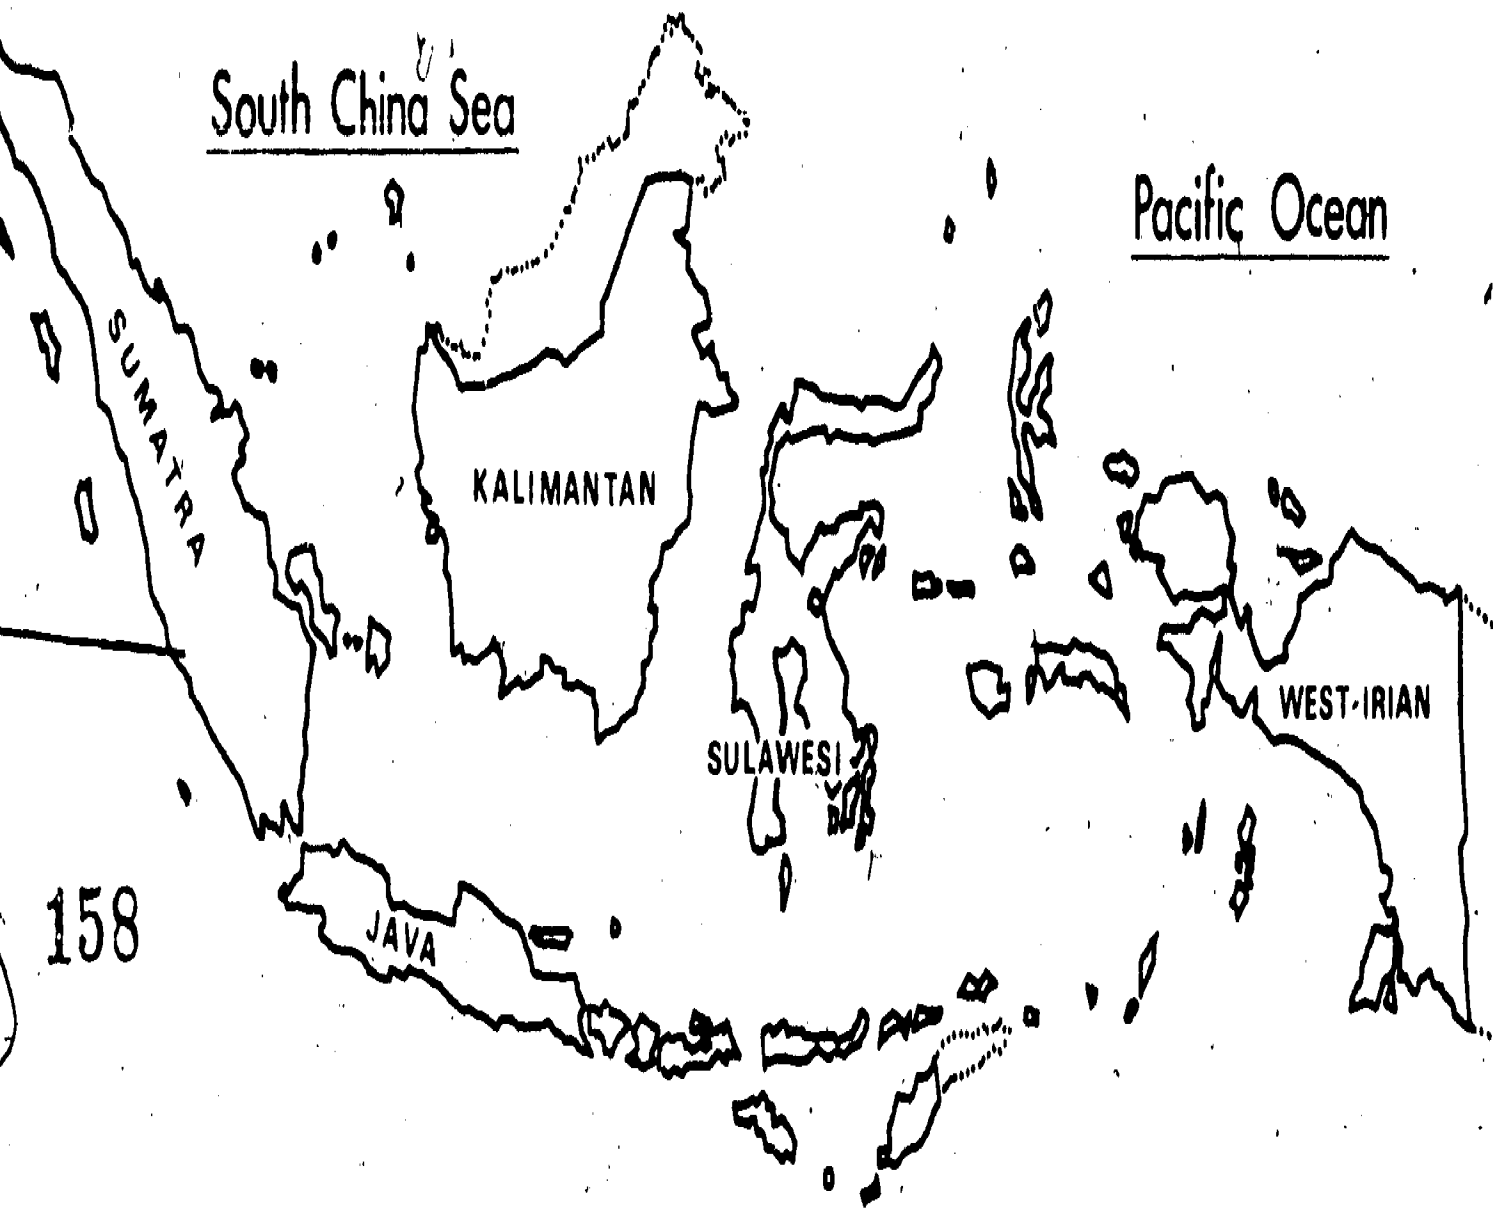 South China Sea
Pacific Ocean
SUMATRA
KALIMANTAN
WEST-IRIAN
SULAWESI
158
JAVA